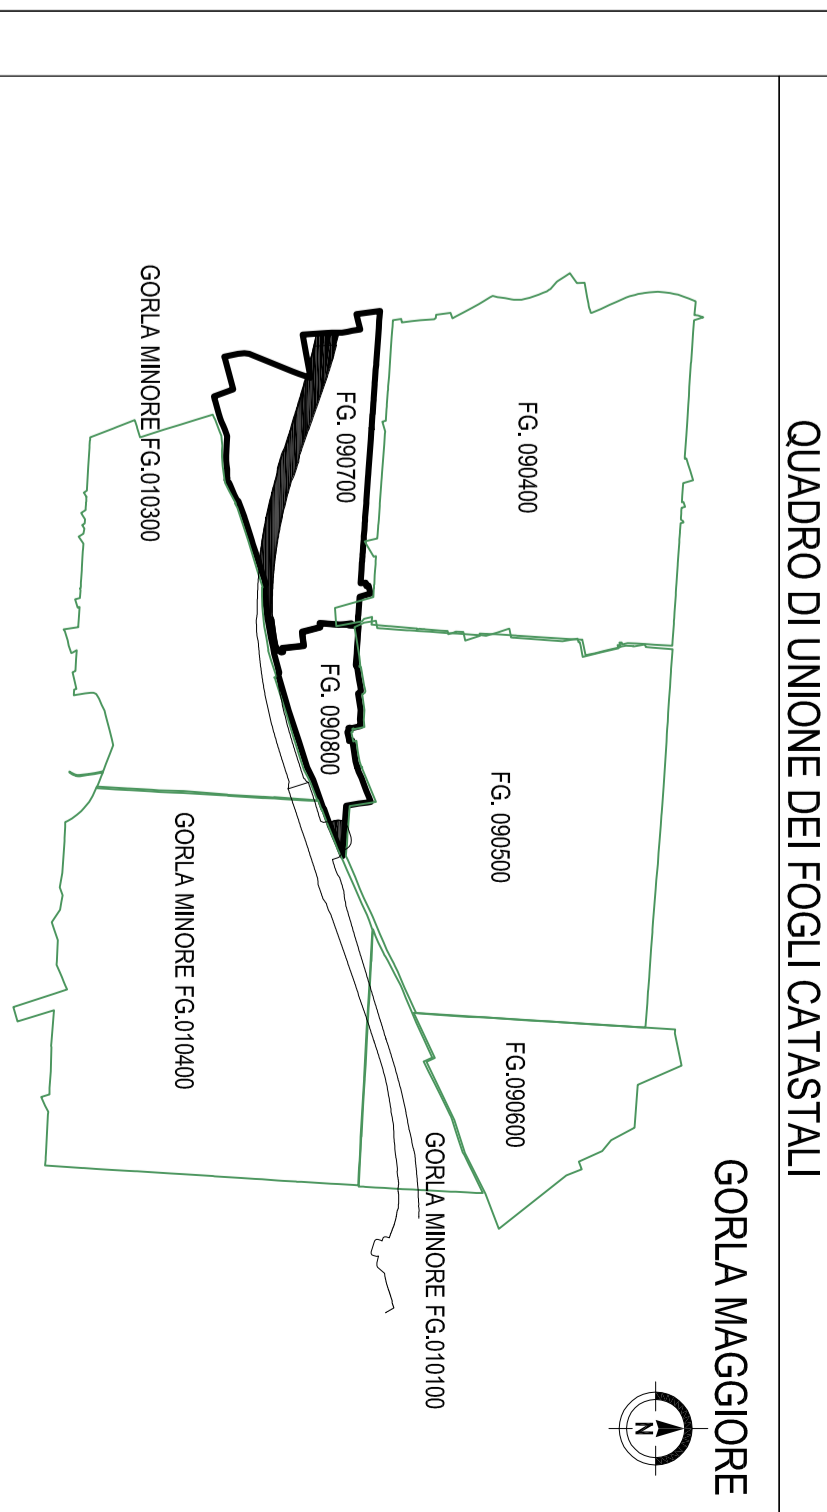 QUADRO DI UNIONE DEI FOGLI CATASTALI
GORLA MAGGIORE
N
FG. 090400
FG. 090500
FG.090600
FG. 090700
FG. 090800
GORLA MINORE FG.010100
GORLA MINORE FG.010300
GORLA MINORE FG.010400